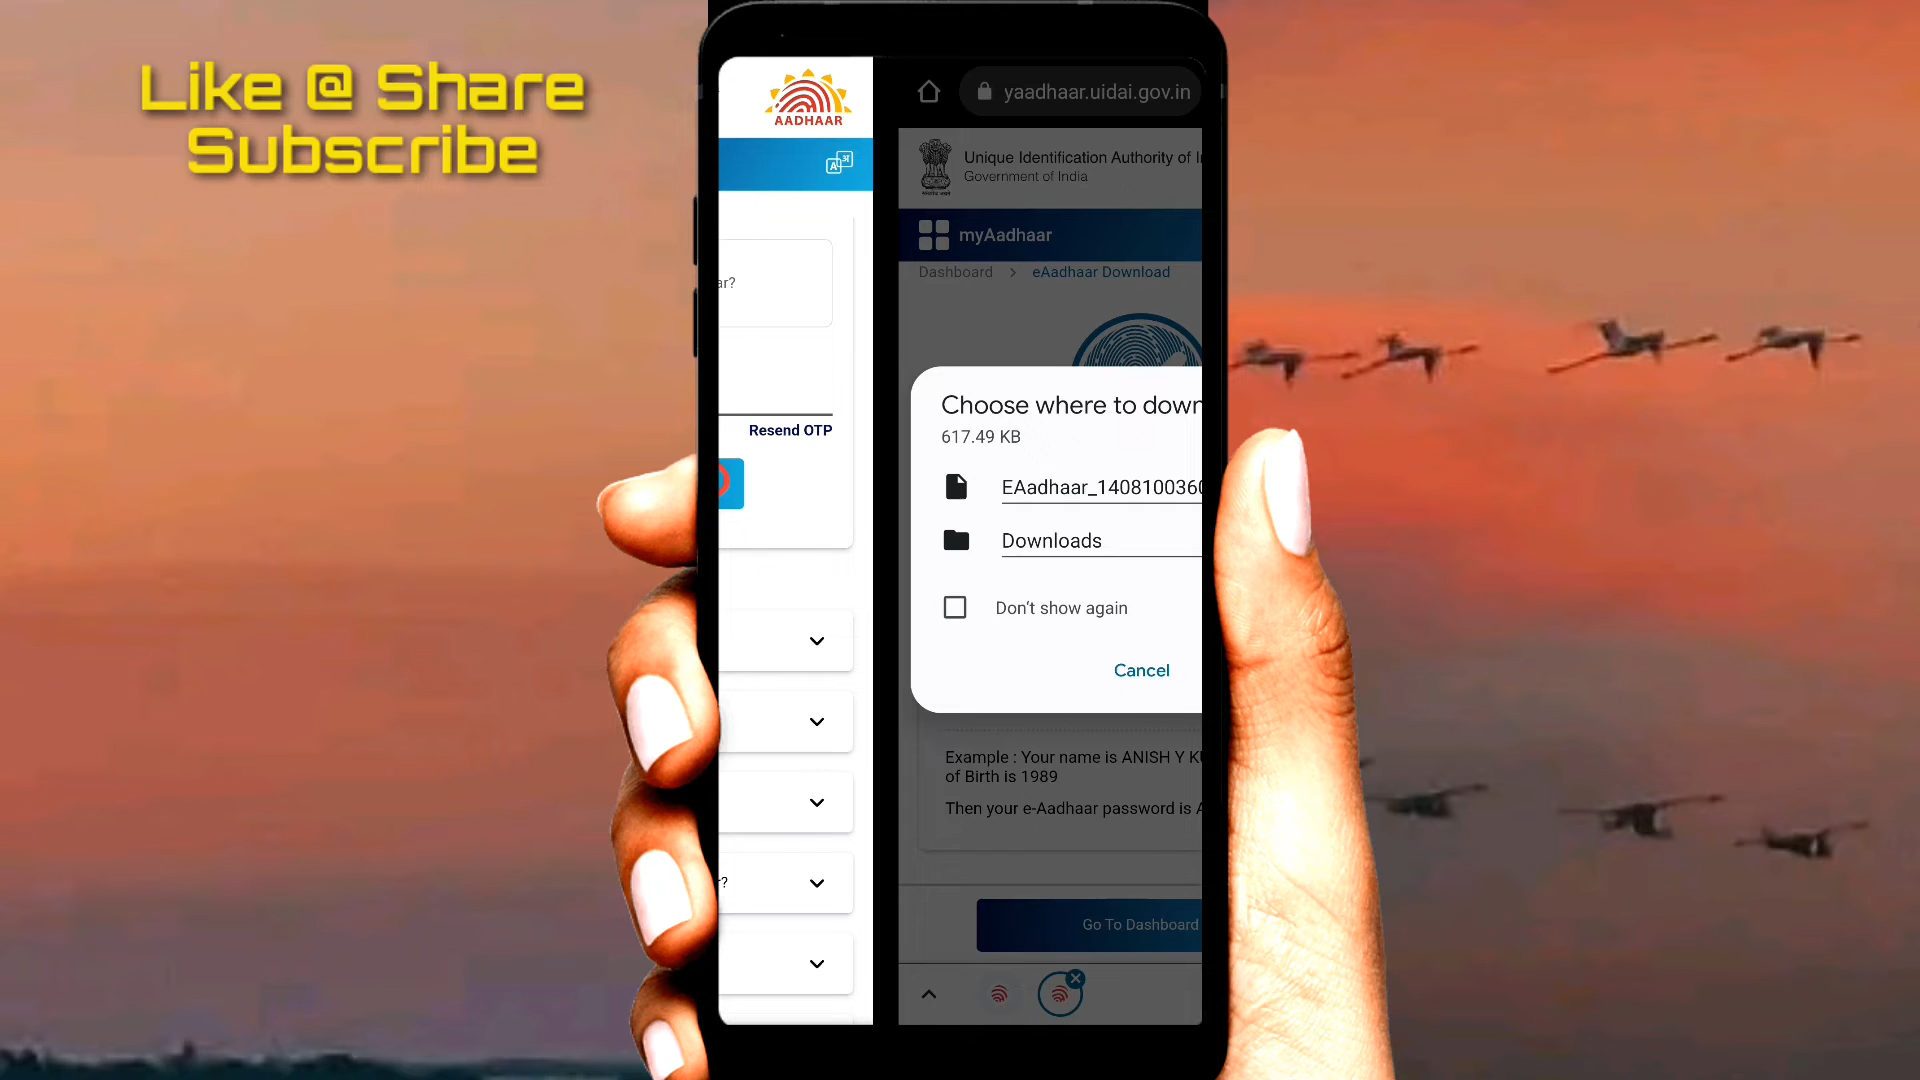 Like @ Share
Subscribe
AADHAAR
A अ
ar?
Resend OTP
r?
yaadhaar.uidai.gov.in
Unique Identification Authority of I
Government of India
myAadhaar
Dashboard > eAadhaar Download
Choose where to down
617.49 KB
EAadhaar_1408100360
Downloads
Don't show again
Cancel
Example : Your name is ANISH Y KU
of Birth is 1989
Then your e-Aadhaar password is A
Go To Dashboard